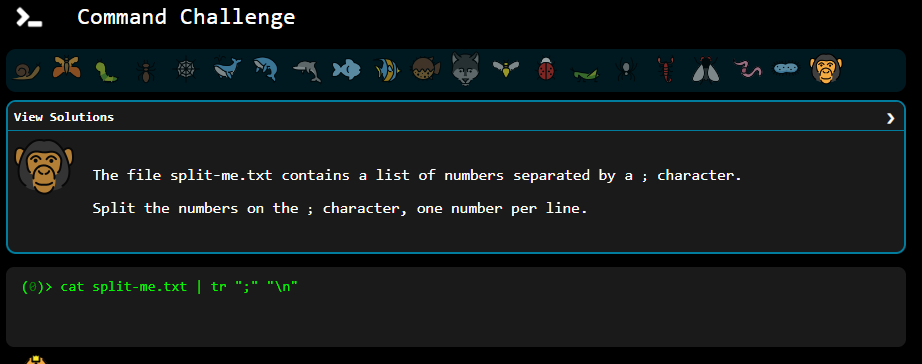 Command Challenge
View Solutions
The file split-me.txt contains a list of numbers separated by a ; character.
Split the numbers on the ; character, one number per line.
(0)> cat split-me.txt | tr ";" "\n"